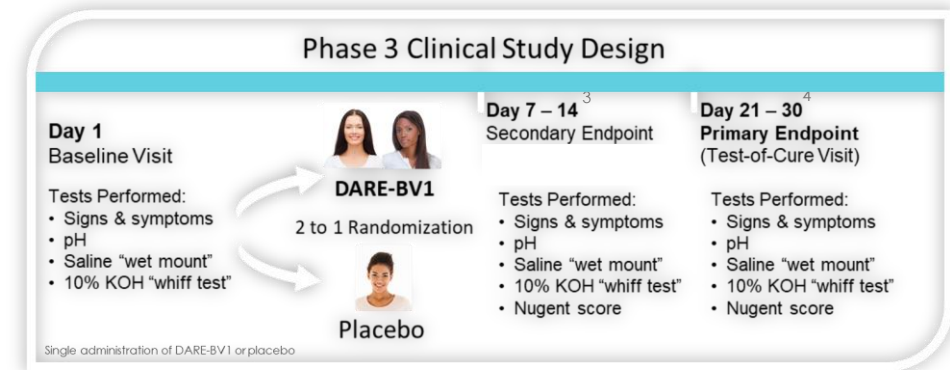 Phase 3 Clinical Study Design
Day 1
Baseline Visit
Tests Performed:
• Signs & symptoms
• pH
• Saline “wet mount”
• 10% KOH “whiff test”
DARE-BV1
2 to 1 Randomization
Placebo
Day 7 – 14 3
Secondary Endpoint
Tests Performed:
• Signs & symptoms
• pH
• Saline “wet mount”
• 10% KOH “whiff test”
• Nugent score
Day 21 – 30 4
Primary Endpoint
(Test-of-Cure Visit)
Tests Performed:
• Signs & symptoms
• pH
• Saline “wet mount”
• 10% KOH “whiff test”
• Nugent score
Single administration of DARE-BV1 or placebo